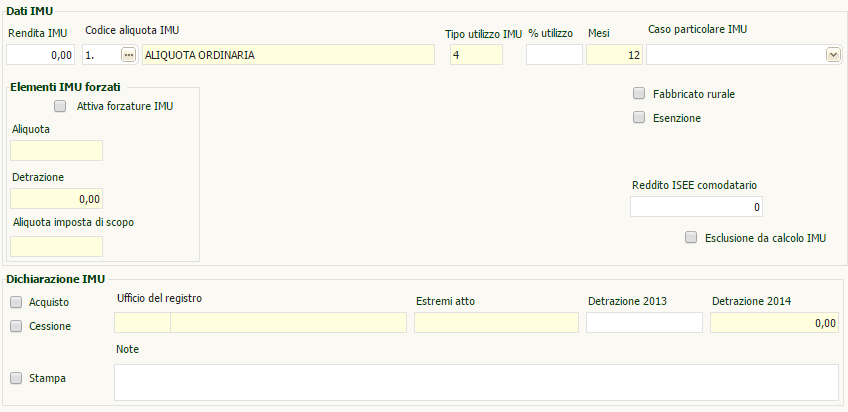 Dati IMU
Rendita IMU Codice aliquota IMU Tipo utilizzo IMU % utilizzo Mesi Caso particolare IMU
0,00 1. ... ALIQUOTA ORDINARIA 4 12
Elementi IMU forzati
Attiva forzature IMU
Fabbricato rurale
Aliquota
Esenzione
Detrazione
0,00
Reddito ISEE comodatario
0
Aliquota imposta di scopo
Esclusione da calcolo IMU
Dichiarazione IMU
Acquisto Ufficio del registro Estremi atto Detrazione 2013 Detrazione 2014
Cessione 0,00
Note
Stampa